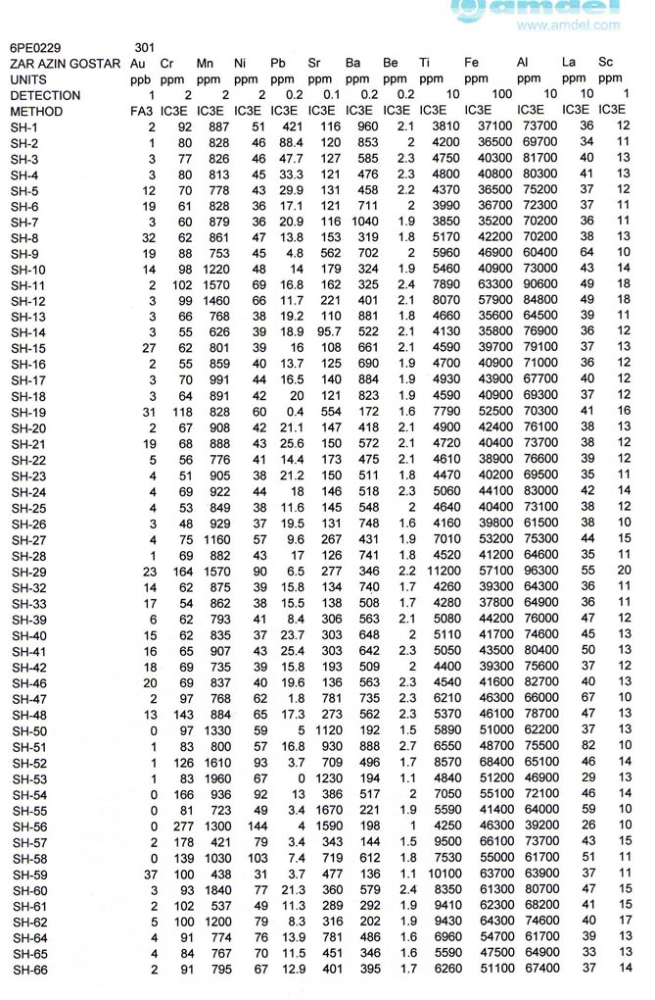 amdel
www.amdel.com
6PE0229 301
ZAR AZIN GOSTAR Au Cr Mn Ni Pb Sr Ba Be Ti Fe Al La Sc
UNITS ppb ppm ppm ppm ppm ppm ppm ppm ppm ppm ppm ppm ppm
DETECTION 1 2 2 2 0.2 0.1 0.2 0.2 10 100 10 10 1
METHOD FA3 IC3E IC3E IC3E IC3E IC3E IC3E IC3E IC3E IC3E IC3E IC3E IC3E
SH-1 2 92 887 51 421 116 960 2.1 3810 37100 73700 36 12
SH-2 1 80 828 46 88.4 120 853 2 4200 36500 69700 34 11
SH-3 3 77 826 46 47.7 127 585 2.3 4750 40300 81700 40 13
SH-4 3 80 813 45 33.3 121 476 2.3 4800 40800 80300 41 13
SH-5 12 70 778 43 29.9 131 458 2.2 4370 36500 75200 37 12
SH-6 19 61 828 36 17.1 121 711 2 3990 36700 72300 37 11
SH-7 3 60 879 36 20.9 116 1040 1.9 3850 35200 70200 36 11
SH-8 32 62 861 47 13.8 153 319 1.8 5170 42200 70200 38 13
SH-9 19 88 753 45 4.8 562 702 2 5960 46900 60400 64 10
SH-10 14 98 1220 48 14 179 324 1.9 5460 40900 73000 43 14
SH-11 2 102 1570 69 16.8 162 325 2.4 7890 63300 90600 49 18
SH-12 3 99 1460 66 11.7 221 401 2.1 8070 57900 84800 49 18
SH-13 3 66 768 38 19.2 110 881 1.8 4660 35600 64500 39 11
SH-14 3 55 626 39 18.9 95.7 522 2.1 4130 35800 76900 36 12
SH-15 27 62 801 39 16 108 661 2.1 4590 39700 79100 37 13
SH-16 2 55 859 40 13.7 125 690 1.9 4700 40900 71000 36 12
SH-17 3 70 991 44 16.5 140 884 1.9 4930 43900 67700 40 12
SH-18 3 64 891 42 20 121 823 1.9 4590 40900 69300 37 12
SH-19 31 118 828 60 0.4 554 172 1.6 7790 52500 70300 41 16
SH-20 2 67 908 42 21.1 147 418 2.1 4900 42400 76100 38 13
SH-21 19 68 888 43 25.6 150 572 2.1 4720 40400 73700 38 12
SH-22 5 56 776 41 14.4 173 475 2.1 4610 38900 76600 39 12
SH-23 4 51 905 38 21.2 150 511 1.8 4470 40200 69500 35 11
SH-24 4 69 922 44 18 146 518 2.3 5060 44100 83000 42 14
SH-25 4 53 849 38 11.6 145 548 2 4640 40400 73100 38 12
SH-26 3 48 929 37 19.5 131 748 1.6 4160 39800 61500 38 10
SH-27 4 75 1160 57 9.6 267 431 1.9 7010 53200 75300 44 15
SH-28 1 69 882 43 17 126 741 1.8 4520 41200 64600 35 11
SH-29 23 164 1570 90 6.5 277 346 2.2 11200 57100 96300 55 20
SH-32 14 62 875 39 15.8 134 740 1.7 4260 39300 64300 36 11
SH-33 17 54 862 38 15.5 138 508 1.7 4280 37800 64900 36 11
SH-39 6 62 793 41 8.4 306 563 2.1 5080 44200 76000 47 12
SH-40 15 62 835 37 23.7 303 648 2 5110 41700 74600 45 13
SH-41 16 65 907 43 25.4 303 642 2.3 5050 43500 80400 50 13
SH-42 18 69 735 39 15.8 193 509 2 4400 39300 75600 37 12
SH-46 20 69 837 40 19.6 136 563 2.3 4540 41600 82700 40 13
SH-47 2 97 768 62 1.8 781 735 2.3 6210 46300 66000 67 10
SH-48 13 143 884 65 17.3 273 562 2.3 5370 46100 78700 47 13
SH-50 0 97 1330 59 5 1120 192 1.5 5890 51000 62200 37 13
SH-51 1 83 800 57 16.8 930 888 2.7 6550 48700 75500 82 10
SH-52 1 126 1610 93 3.7 709 496 1.7 8570 68400 65100 46 14
SH-53 1 83 1960 67 0 1230 194 1.1 4840 51200 46900 29 13
SH-54 0 166 936 92 13 386 517 2 7050 55100 72100 46 14
SH-55 0 81 723 49 3.4 1670 221 1.9 5590 41400 64000 59 10
SH-56 0 277 1300 144 4 1590 198 1 4250 46300 39200 26 10
SH-57 2 178 421 79 3.4 343 144 1.5 9500 66100 73700 43 15
SH-58 0 139 1030 103 7.4 719 612 1.8 7530 55000 61700 51 11
SH-59 37 100 438 31 3.7 477 136 1.1 10100 63700 63900 37 11
SH-60 3 93 1840 77 21.3 360 579 2.4 8350 61300 80700 47 15
SH-61 2 102 537 49 11.3 289 292 1.9 9410 62300 68200 41 15
SH-62 5 100 1200 79 8.3 316 202 1.9 9430 64300 74600 40 17
SH-64 4 91 774 76 13.9 781 486 1.6 6960 54700 61700 39 13
SH-65 4 84 767 70 11.5 451 346 1.6 5590 47500 64900 33 13
SH-66 2 91 795 67 12.9 401 395 1.7 6260 51100 67400 37 14